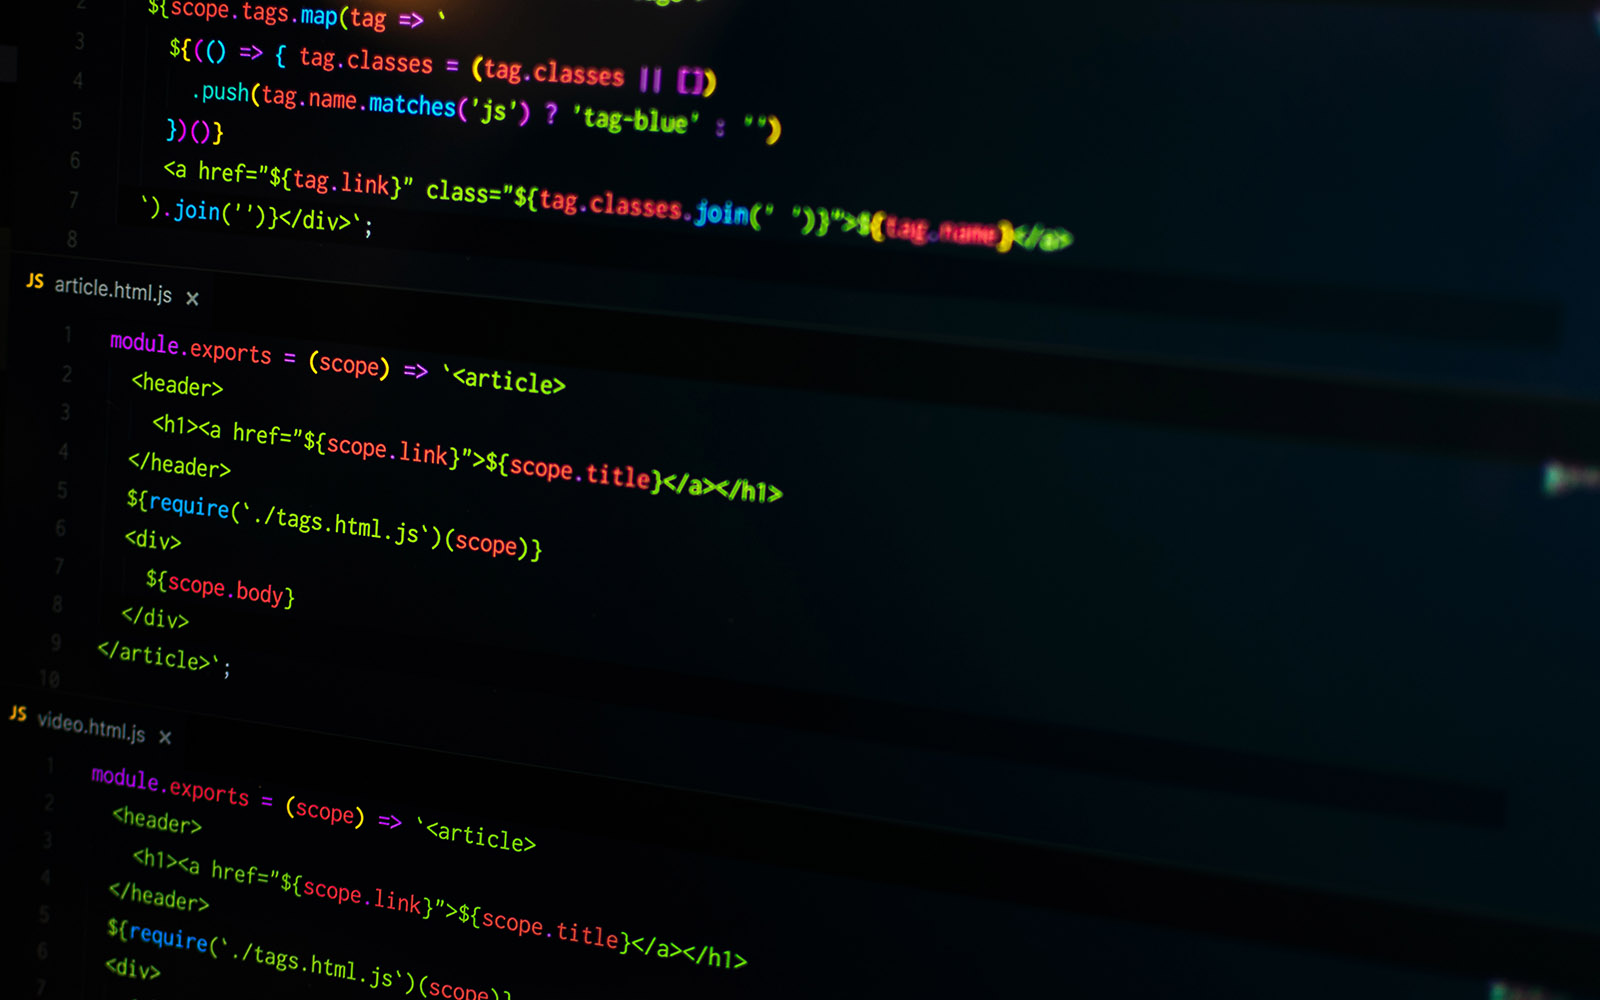 2
${scope.tags.map(tag => `
3
${(() => { tag.classes = (tag.classes || [])
4
.push(tag.name.matches('js') ? 'tag-blue' : '')
5
})()}
6
<a href="${tag.link}" class="${tag.classes.join(' ')}">${tag.name}</a>
7
`).join('')}</div>`;
8
JS article.html.js ×
1
module.exports = (scope) => `<article>
2
<header>
3
<h1><a href="${scope.link}">${scope.title}</a></h1>
4
</header>
5
${require(`./tags.html.js`)(scope)}
6
<div>
7
${scope.body}
8
</div>
9
</article>`;
10
JS video.html.js ×
1
module.exports = (scope) => `<article>
2
<header>
3
<h1><a href="${scope.link}">${scope.title}</a></h1>
4
</header>
5
${require(`./tags.html.js`)(scope)}
6
<div>
7